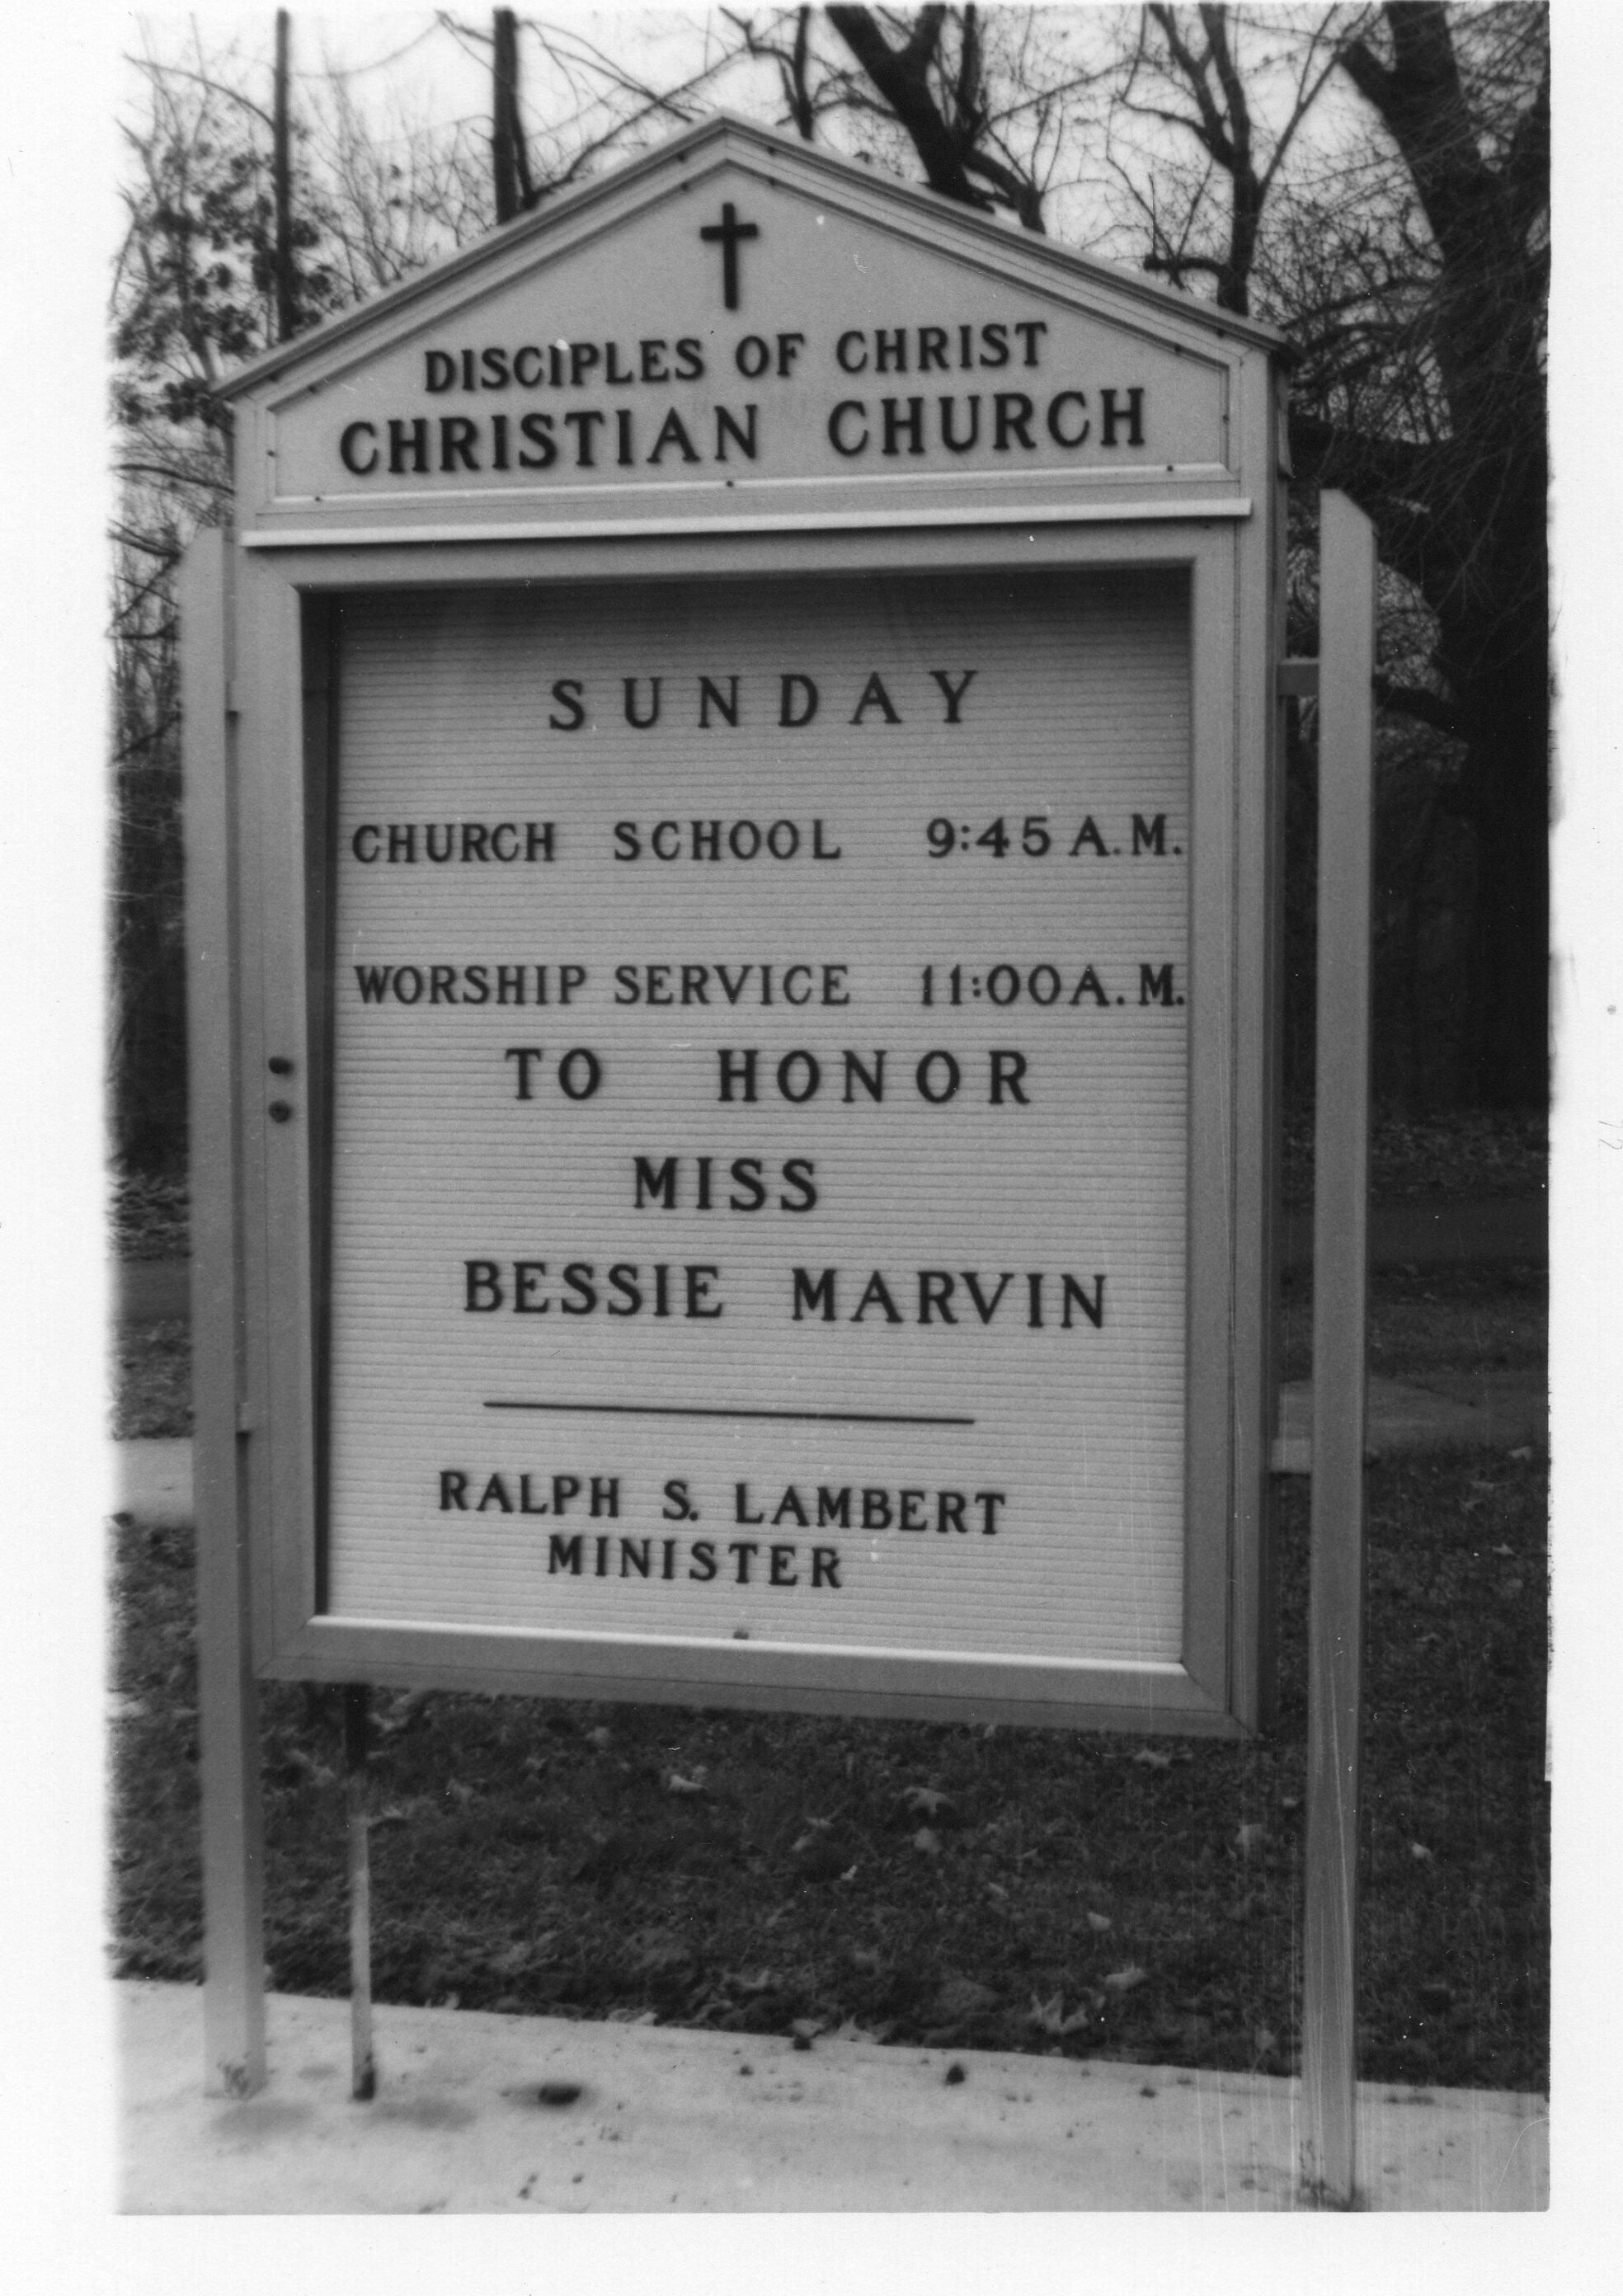 DISCIPLES OF CHRIST
CHRISTIAN CHURCH
SUNDAY
CHURCH SCHOOL 9:45 A.M.
WORSHIP SERVICE 11:00 A.M.
TO HONOR
MISS
BESSIE MARVIN
RALPH S. LAMBERT
MINISTER